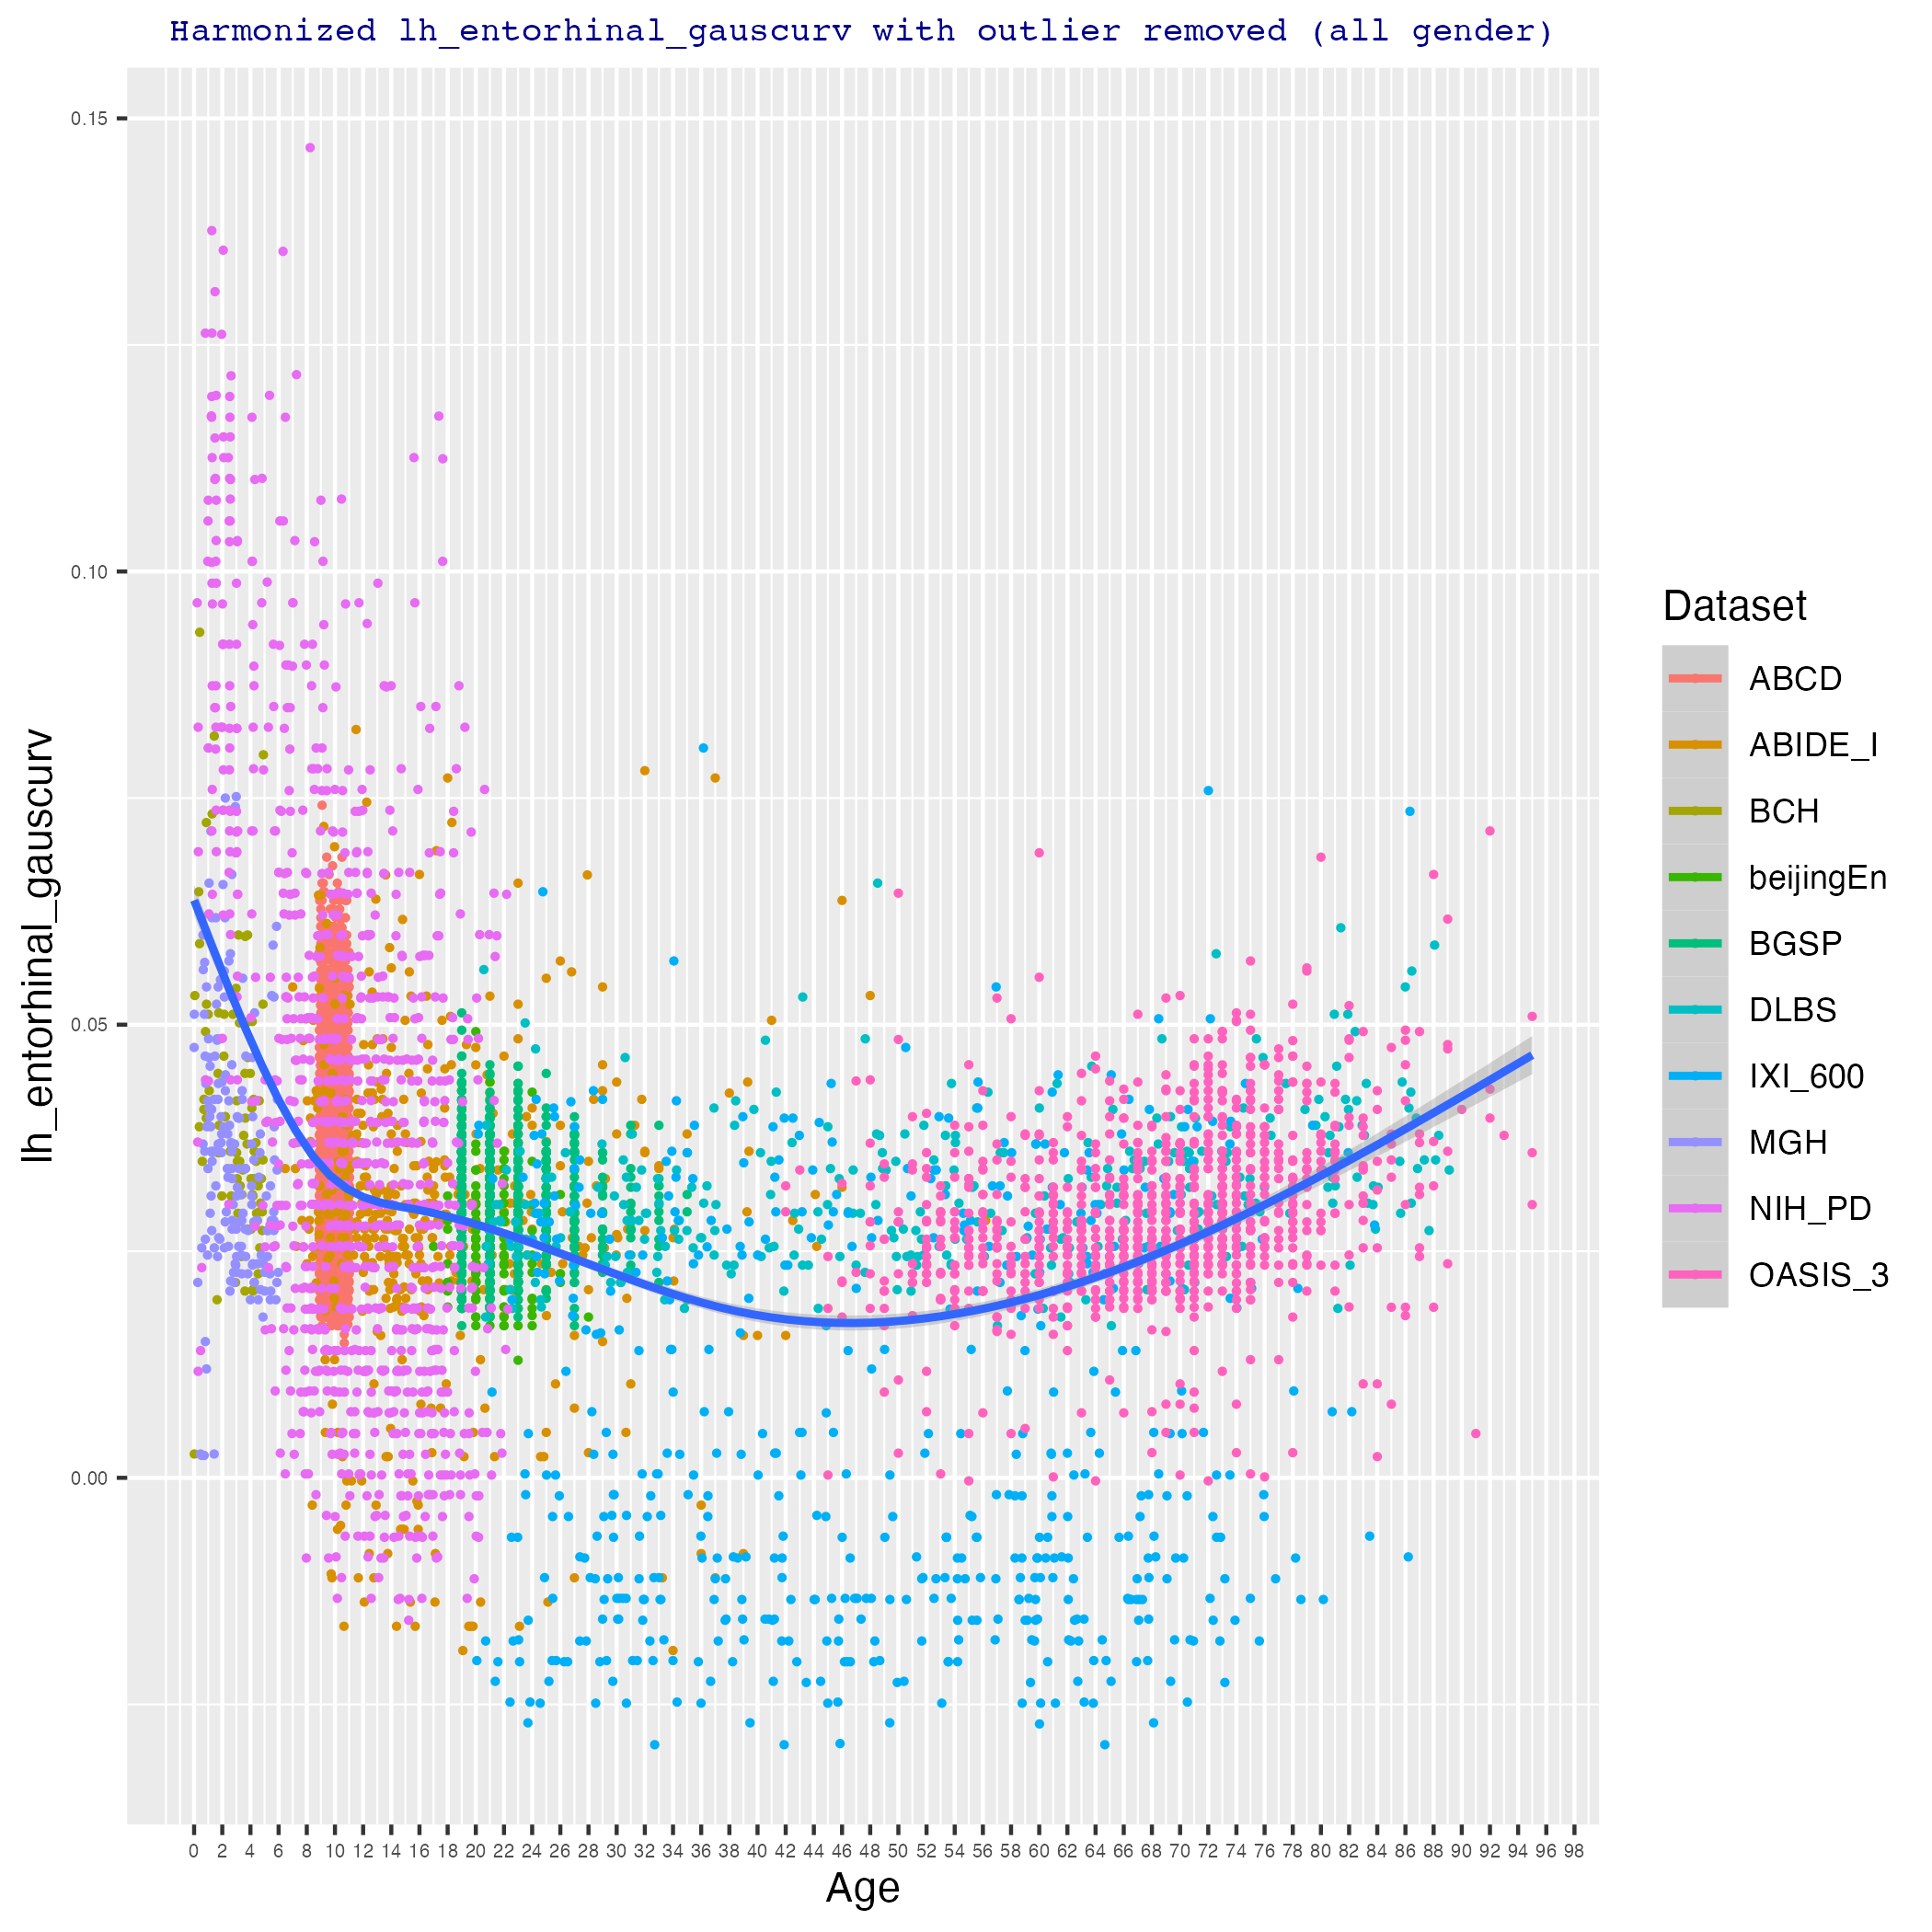 Harmonized lh_entorhinal_gauscurv with outlier removed (all gender)
lh_entorhinal_gauscurv
0.15
0.10
0.05
0.00
0 2 4 6 8 10 12 14 16 18 20 22 24 26 28 30 32 34 36 38 40 42 44 46 48 50 52 54 56 58 60 62 64 66 68 70 72 74 76 78 80 82 84 86 88 90 92 94 96 98
Age
Dataset
ABCD
ABIDE_I
BCH
beijingEn
BGSP
DLBS
IXI_600
MGH
NIH_PD
OASIS_3